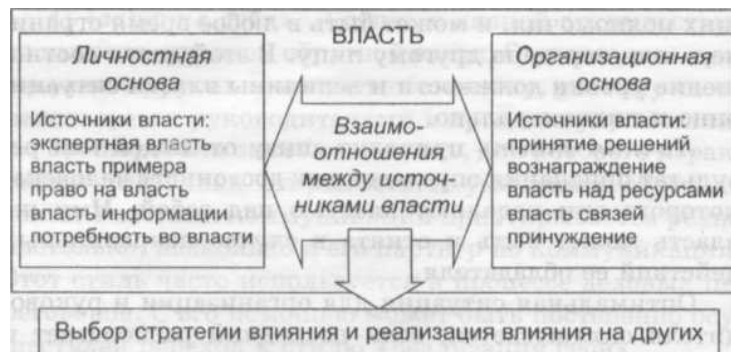 ВЛАСТЬ
Личностная
основа
Источники власти:
экспертная власть
власть примера
право на власть
власть информации
потребность во власти
Взаимо-
отношения
между источ-
никами власти
Организационная
основа
Источники власти:
принятие решений
вознаграждение
власть над ресурсами
власть связей
принуждение
Выбор стратегии влияния и реализация влияния на других